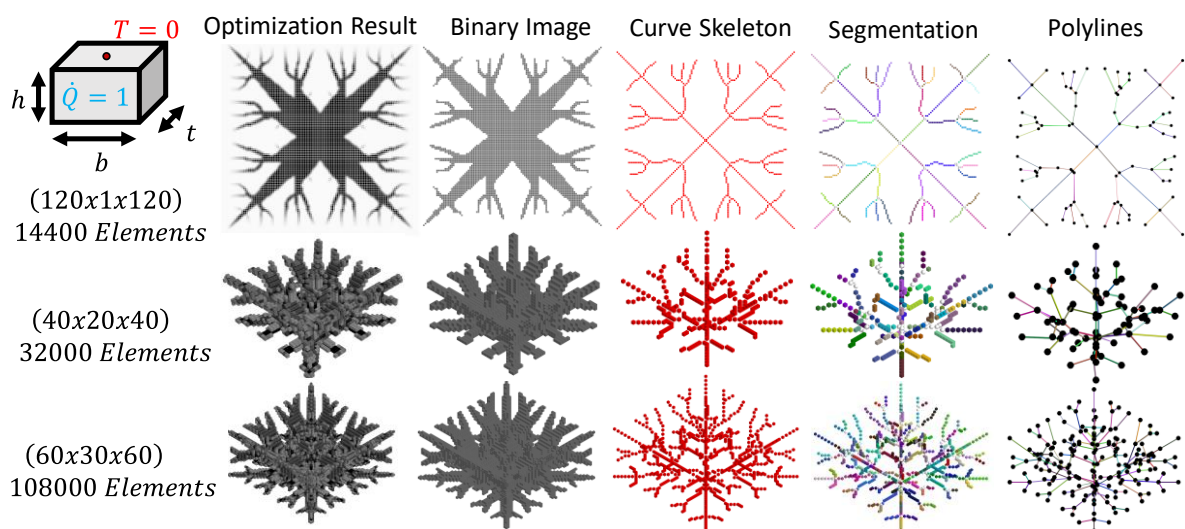 Optimization Result
Binary Image
Curve Skeleton
Segmentation
Polylines
T = 0
h
Q̇ = 1
t
b
(120x1x120)
14400 Elements
(40x20x40)
32000 Elements
(60x30x60)
108000 Elements